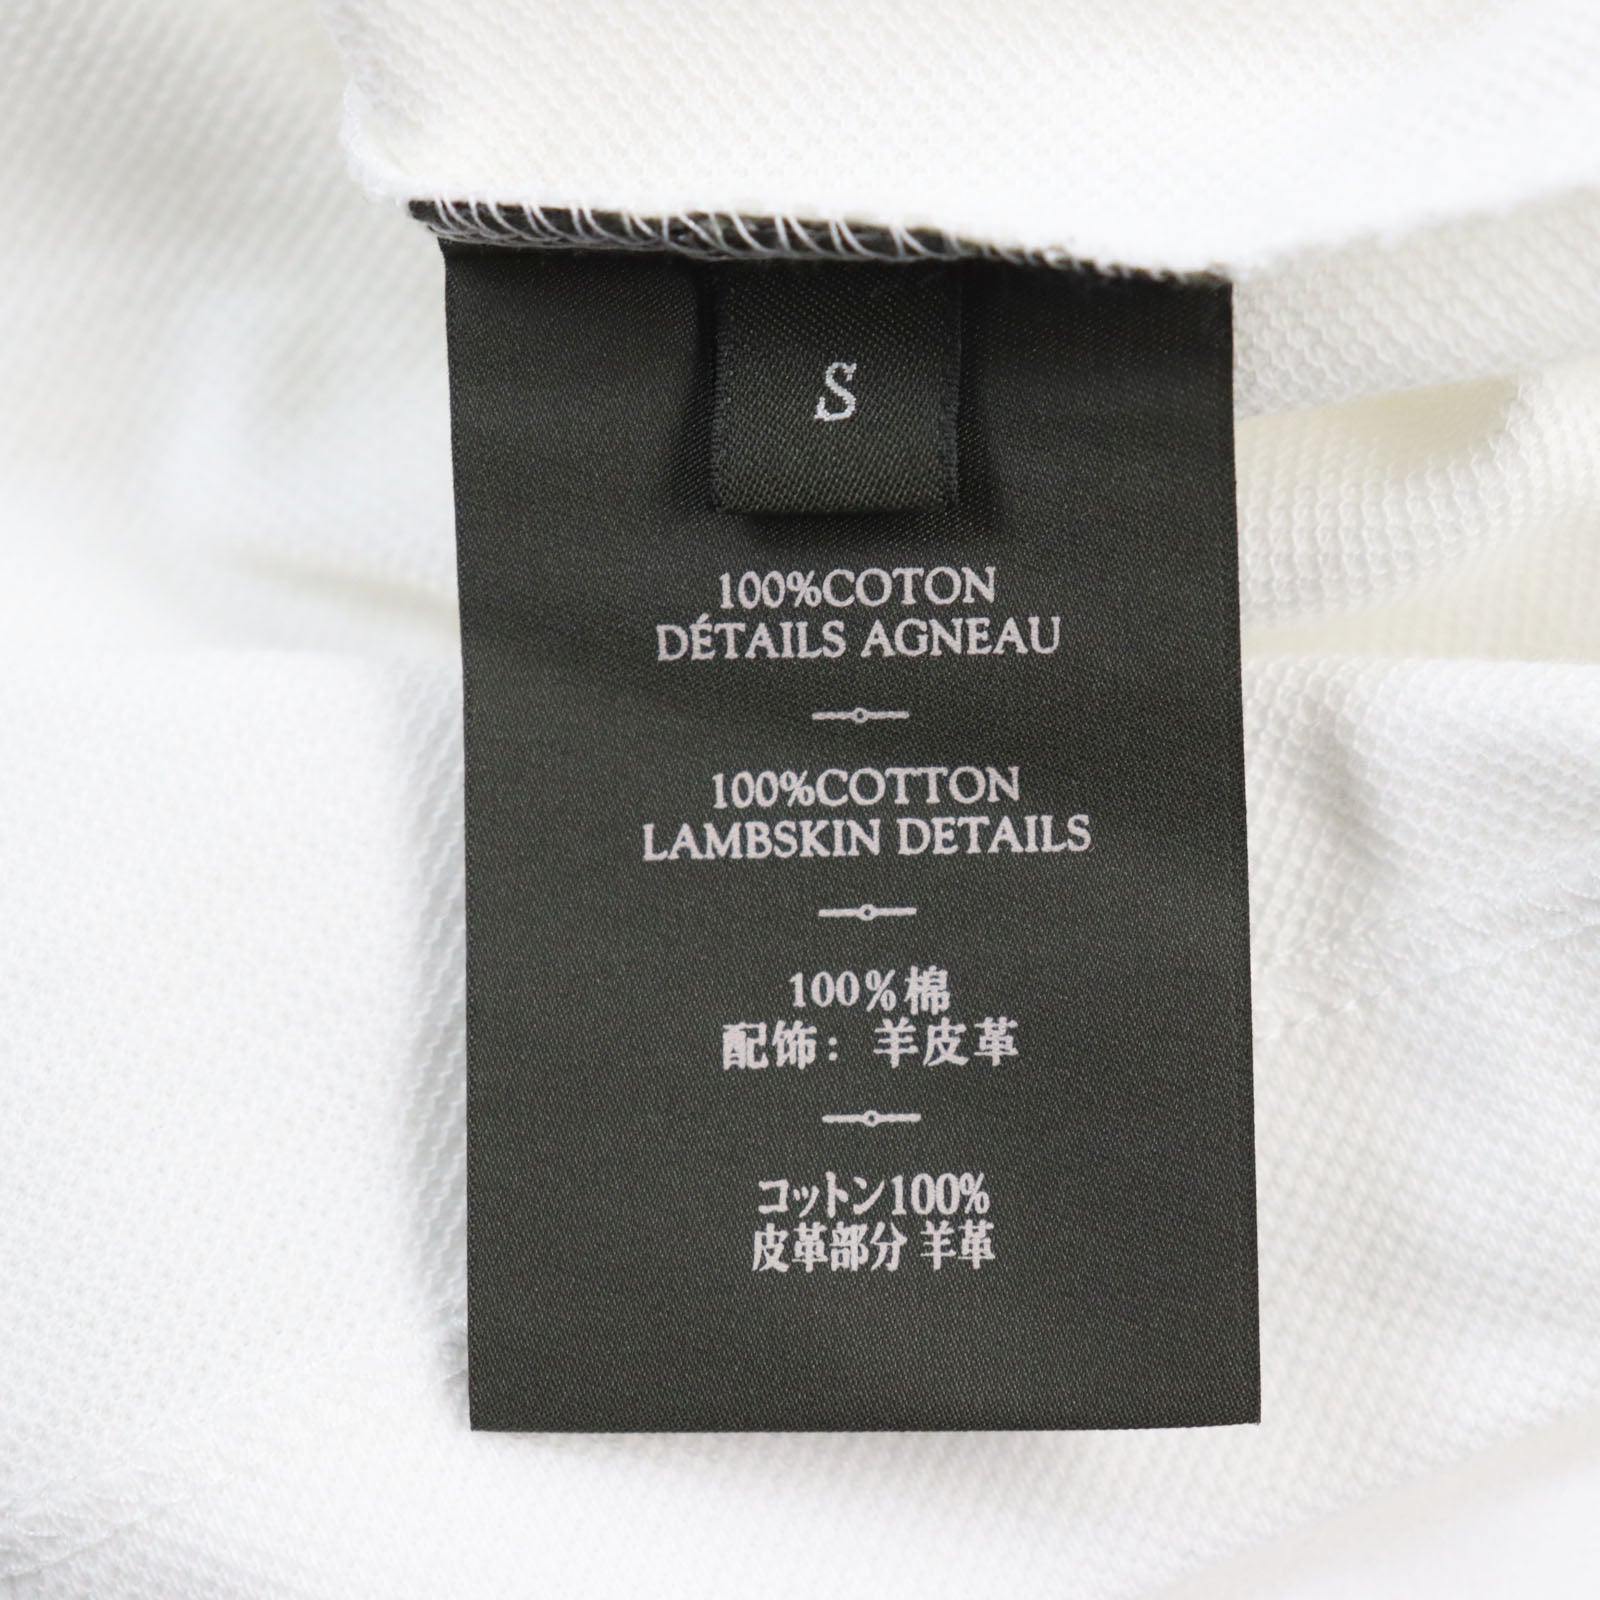 S
100%COTON
DÉTAILS AGNEAU
100%COTTON
LAMBSKIN DETAILS
100%棉
配饰：羊皮革
コットン100%
皮革部分 羊革